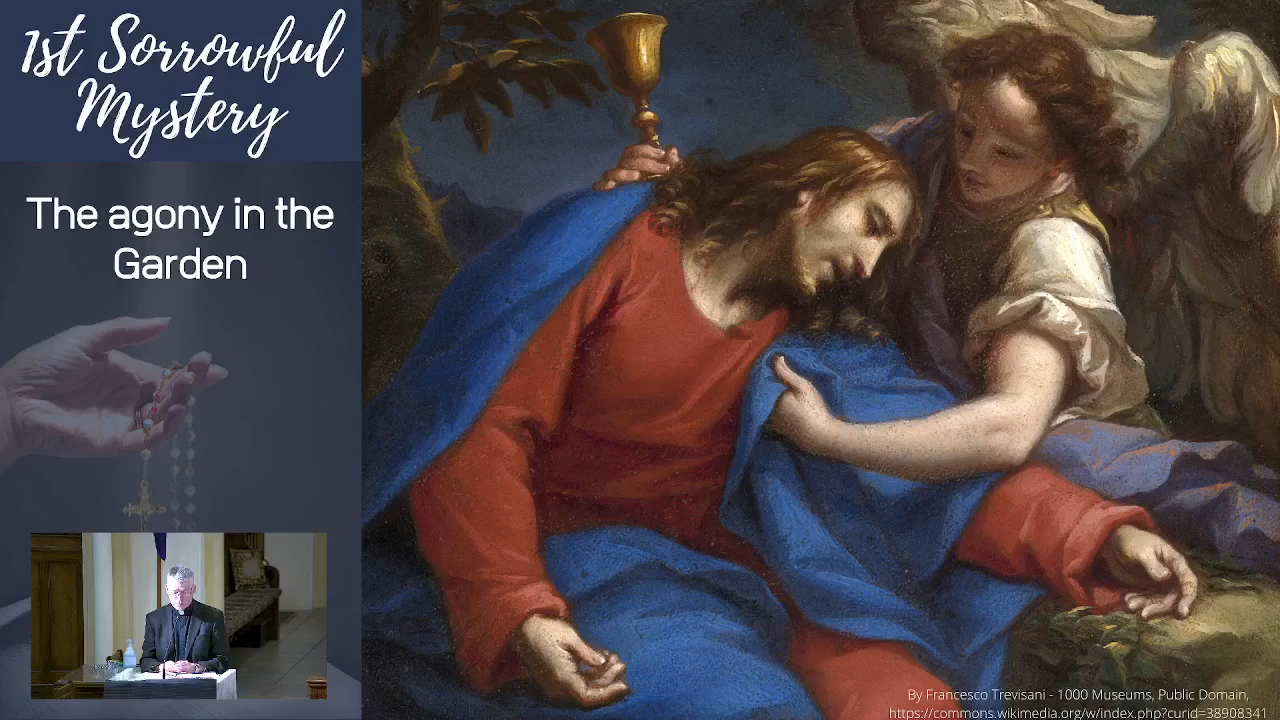 1st Sorrowful
Mystery
The agony in the
Garden
By Francesco Trevisani - 1000 Museums, Public Domain,
https://commons.wikimedia.org/w/index.php?curid=38908341